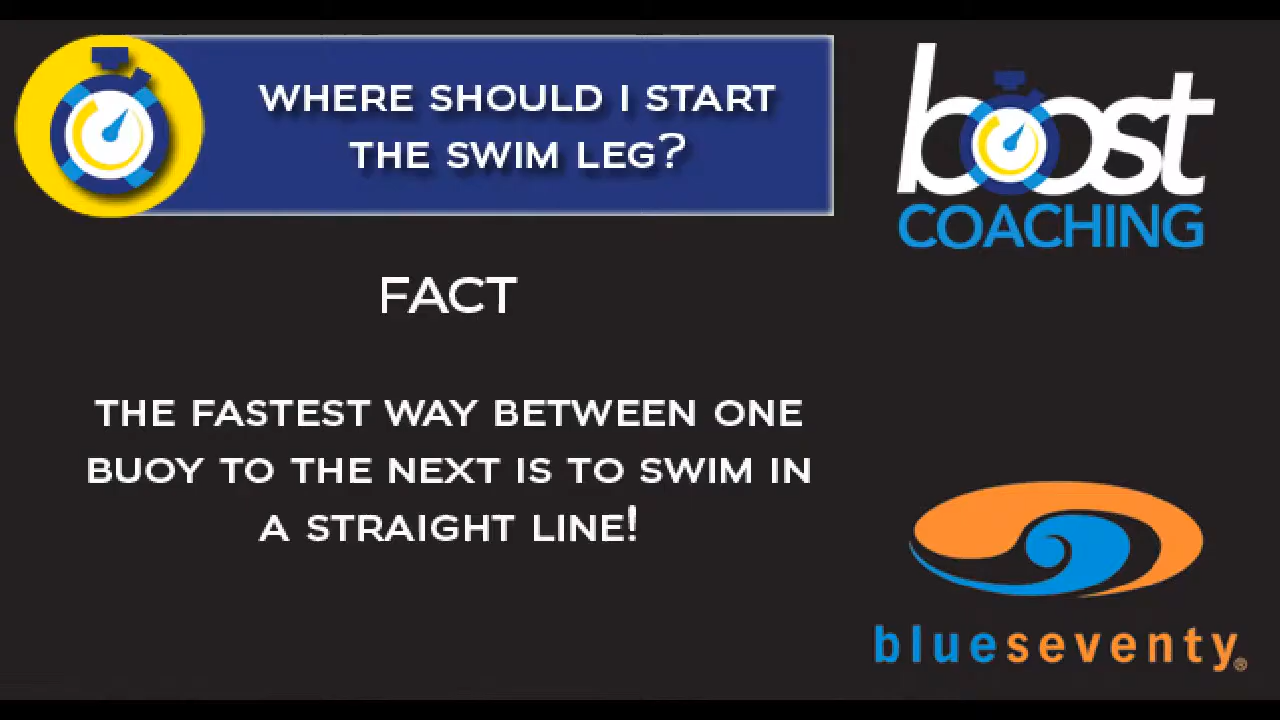 WHERE SHOULD I START
THE SWIM LEG?
boost
COACHING
FACT
THE FASTEST WAY BETWEEN ONE
BUOY TO THE NEXT IS TO SWIM IN
A STRAIGHT LINE!
blueseventy®